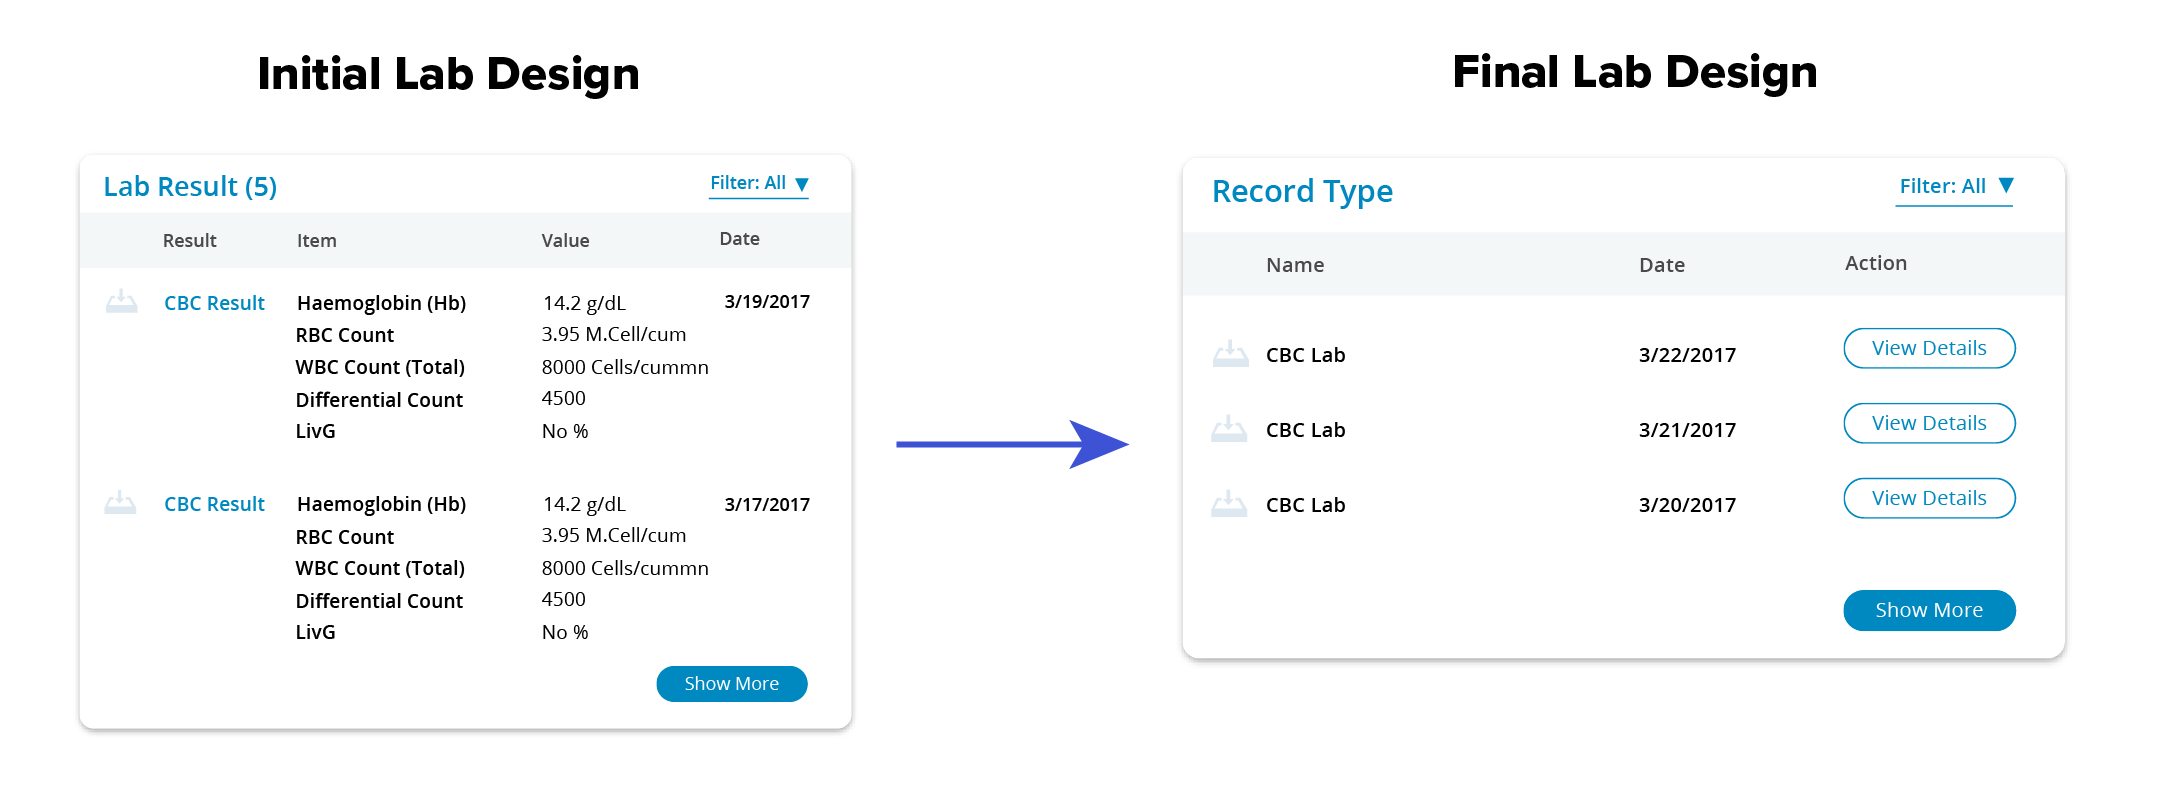 Initial Lab Design
Lab Result (5) Filter: All ▼
Result Item Value Date
CBC Result Haemoglobin (Hb) 14.2 g/dL 3/19/2017
RBC Count 3.95 M.Cell/cum
WBC Count (Total) 8000 Cells/cummn
Differential Count 4500
LivG No %
CBC Result Haemoglobin (Hb) 14.2 g/dL 3/17/2017
RBC Count 3.95 M.Cell/cum
WBC Count (Total) 8000 Cells/cummn
Differential Count 4500
LivG No %
Show More
Final Lab Design
Record Type Filter: All ▼
Name Date Action
CBC Lab 3/22/2017 View Details
CBC Lab 3/21/2017 View Details
CBC Lab 3/20/2017 View Details
Show More